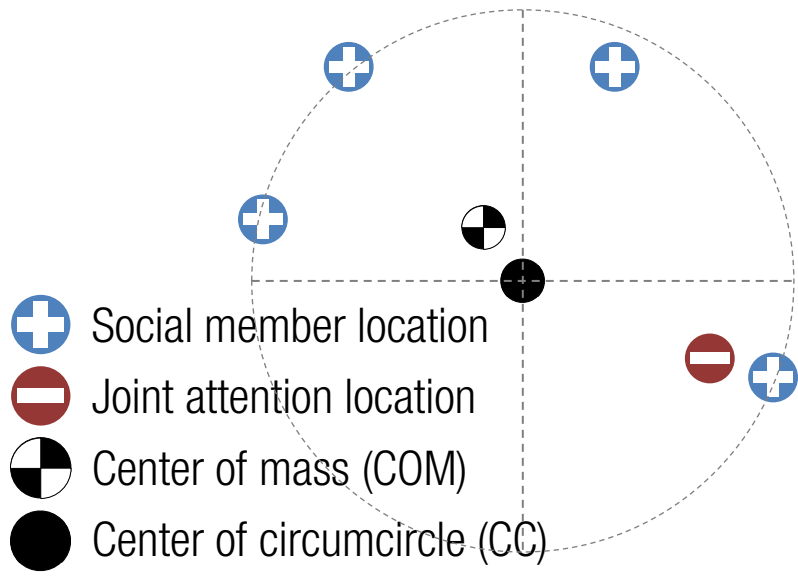 Social member location
Joint attention location
Center of mass (COM)
Center of circumcircle (CC)